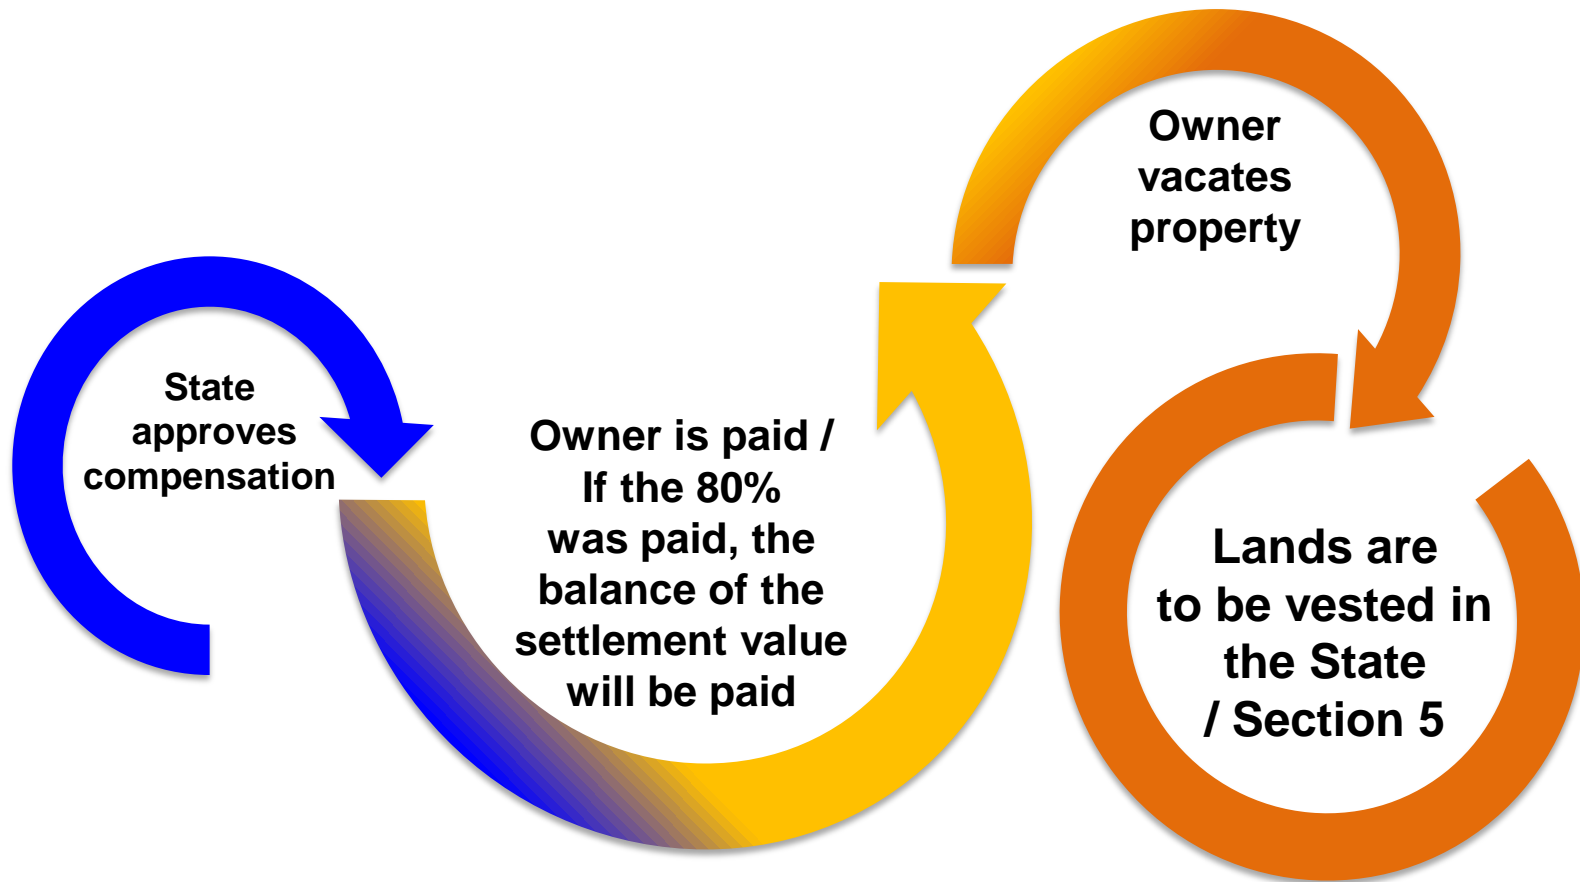 State
approves
compensation
Owner is paid /
If the 80%
was paid, the
balance of the
settlement value
will be paid
Owner
vacates
property
Lands are
to be vested in
the State
/ Section 5